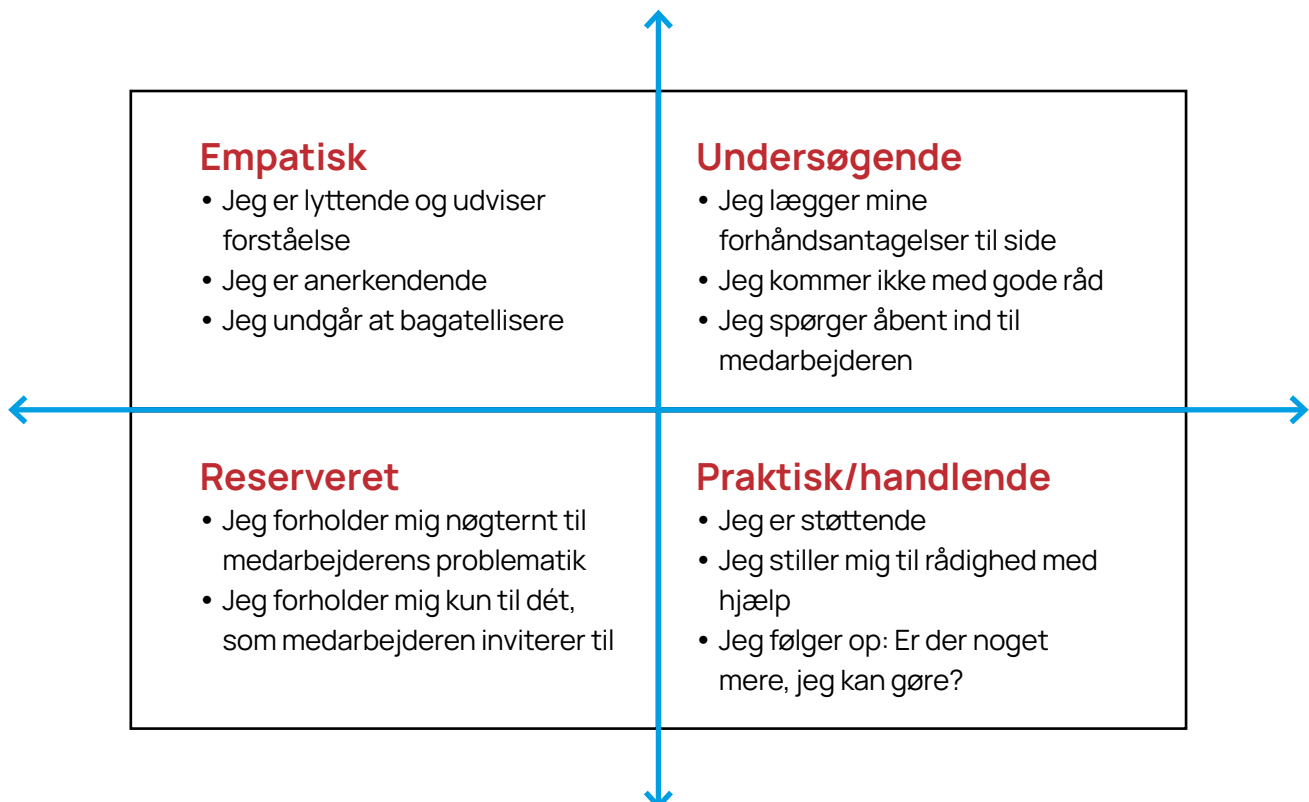 Empatisk
• Jeg er lyttende og udviser
forståelse
• Jeg er anerkendende
• Jeg undgår at bagatellisere
Undersøgende
• Jeg lægger mine
forhåndsantagelser til side
• Jeg kommer ikke med gode råd
• Jeg spørger åbent ind til
medarbejderen
Reserveret
• Jeg forholder mig nøgternt til
medarbejderens problematik
• Jeg forholder mig kun til dét,
som medarbejderen inviterer til
Praktisk/handlende
• Jeg er støttende
• Jeg stiller mig til rådighed med
hjælp
• Jeg følger op: Er der noget
mere, jeg kan gøre?